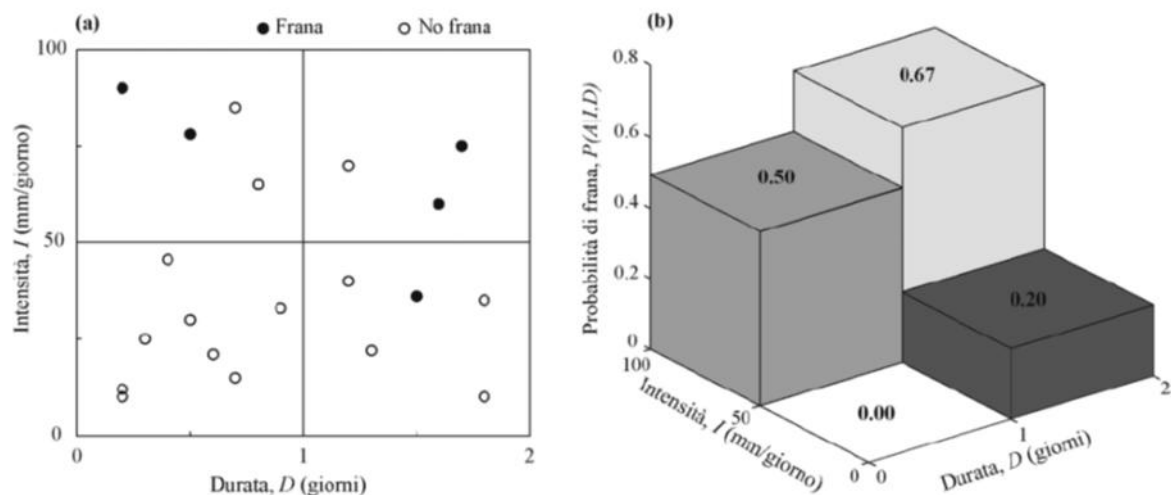 (a)
Frana
No frana
100
50
0
0
1
2
Intensità, I (mm/giorno)
Durata, D (giorni)
(b)
0.8
0.6
0.4
0.2
0
Probabilità di frana, P(A|I,D)
0.67
0.50
0.20
0.00
100
50
0
0
1
2
Intensità, I (mm/giorno)
Durata, D (giorni)